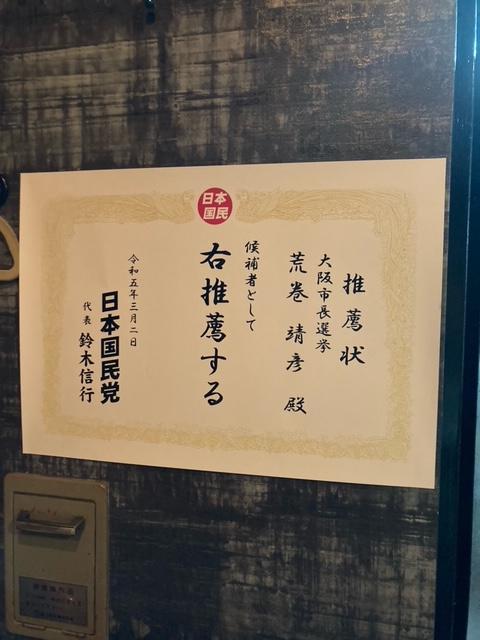 日本
国民
推薦状
大阪市長選挙
荒巻 靖彦 殿
候補者として
右推薦する
令和五年三月二日
日本国民党
代表 鈴木信行